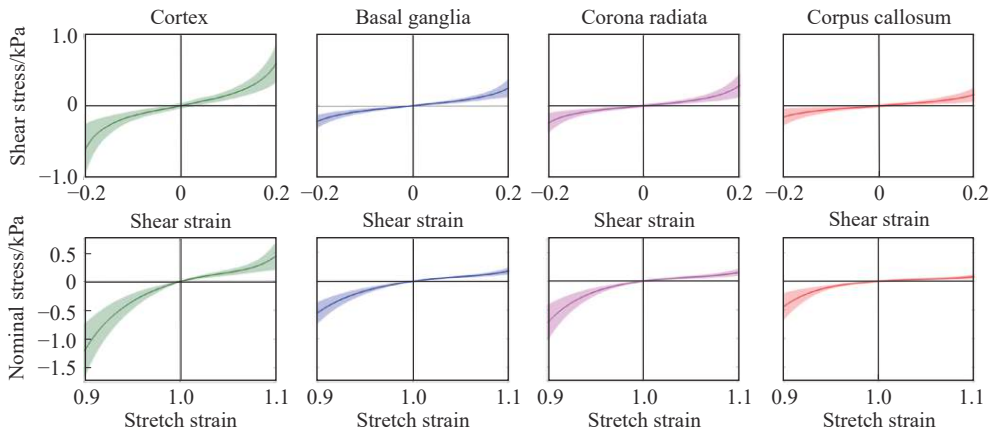 Cortex Basal ganglia Corona radiata Corpus callosum
Shear stress/kPa
1.0
0
−1.0
−0.2 0 0.2 −0.2 0 0.2 −0.2 0 0.2 −0.2 0 0.2
Shear strain Shear strain Shear strain Shear strain
Nominal stress/kPa
0.5
0
−0.5
−1.0
−1.5
0.9 1.0 1.1 0.9 1.0 1.1 0.9 1.0 1.1 0.9 1.0 1.1
Stretch strain Stretch strain Stretch strain Stretch strain